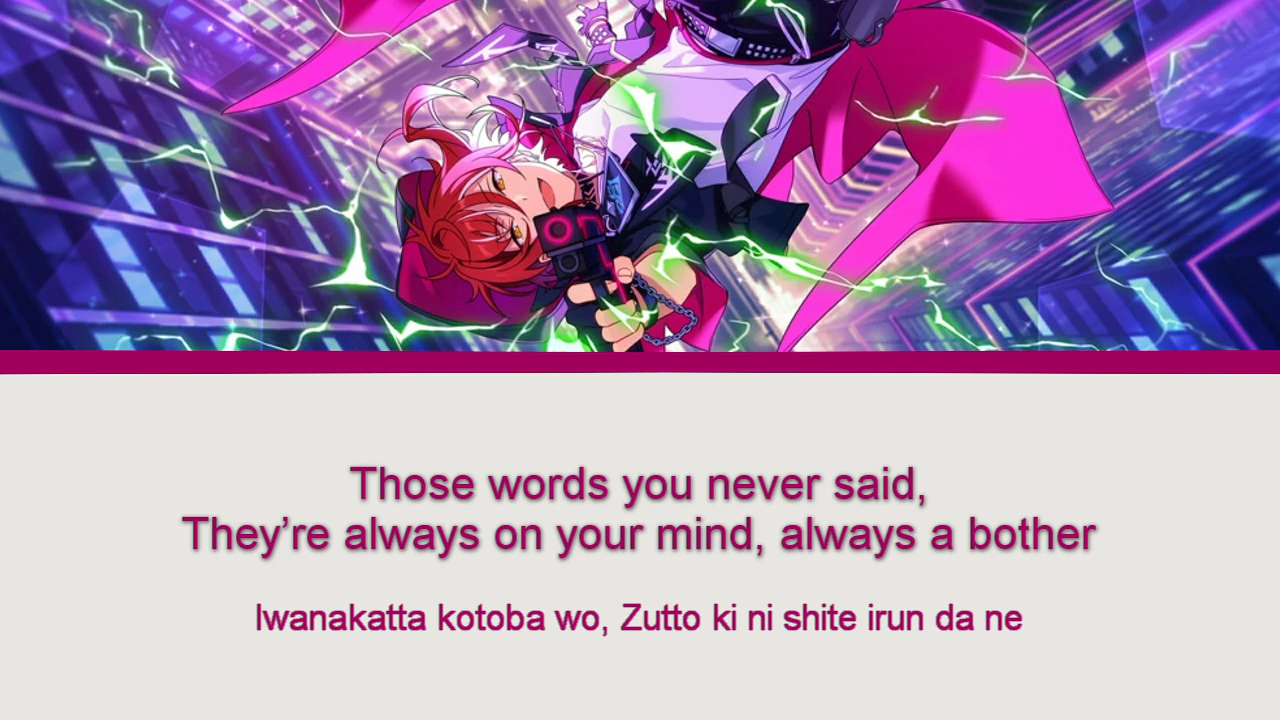 Those words you never said,
They’re always on your mind, always a bother
Iwanakatta kotoba wo, Zutto ki ni shite irun da ne